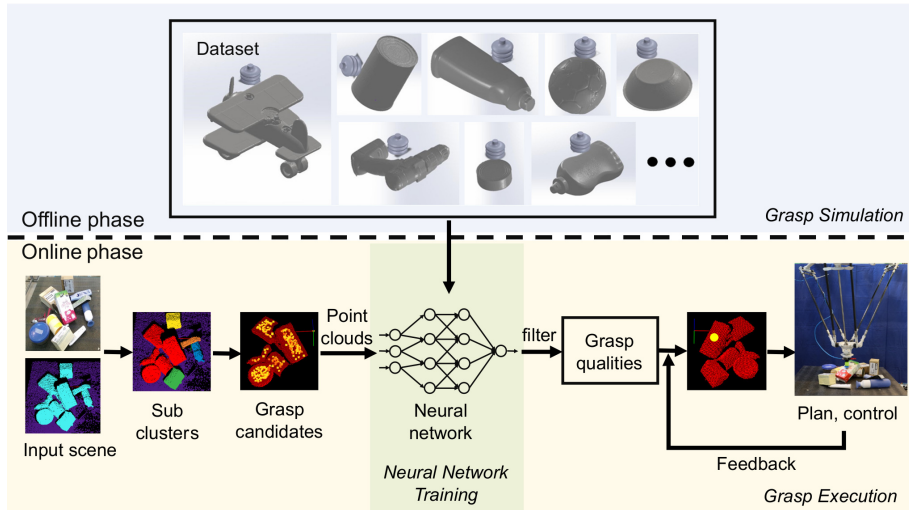 Dataset
Offline phase
Grasp Simulation
Online phase
Point
clouds
filter
Grasp
qualities
Input scene
Sub
clusters
Grasp
candidates
Neural
network
Plan, control
Feedback
Neural Network
Training
Grasp Execution